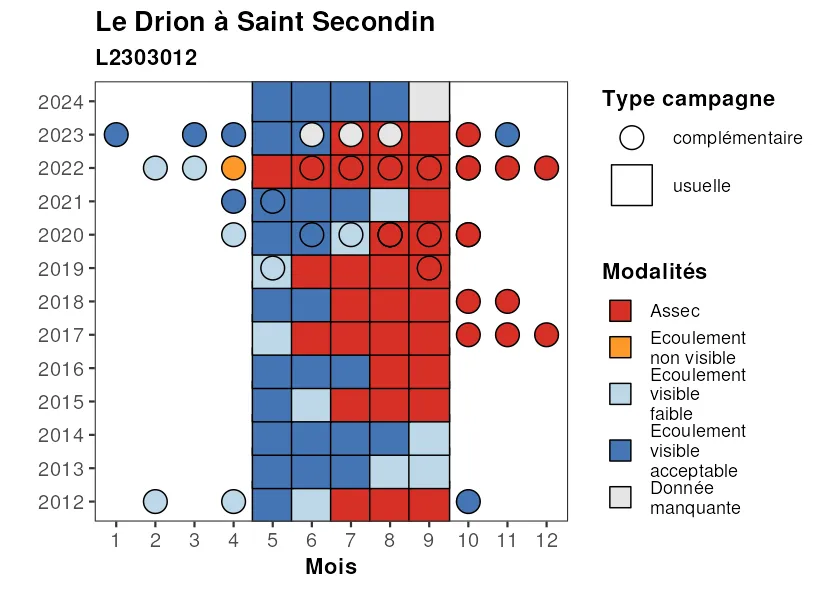 Le Drion à Saint Secondin
L2303012
2024
2023
2022
2021
2020
2019
2018
2017
2016
2015
2014
2013
2012
1 2 3 4 5 6 7 8 9 10 11 12
Mois
Type campagne
complémentaire
usuelle
Modalités
Assec
Ecoulement
non visible
Ecoulement
visible
faible
Ecoulement
visible
acceptable
Donnée
manquante